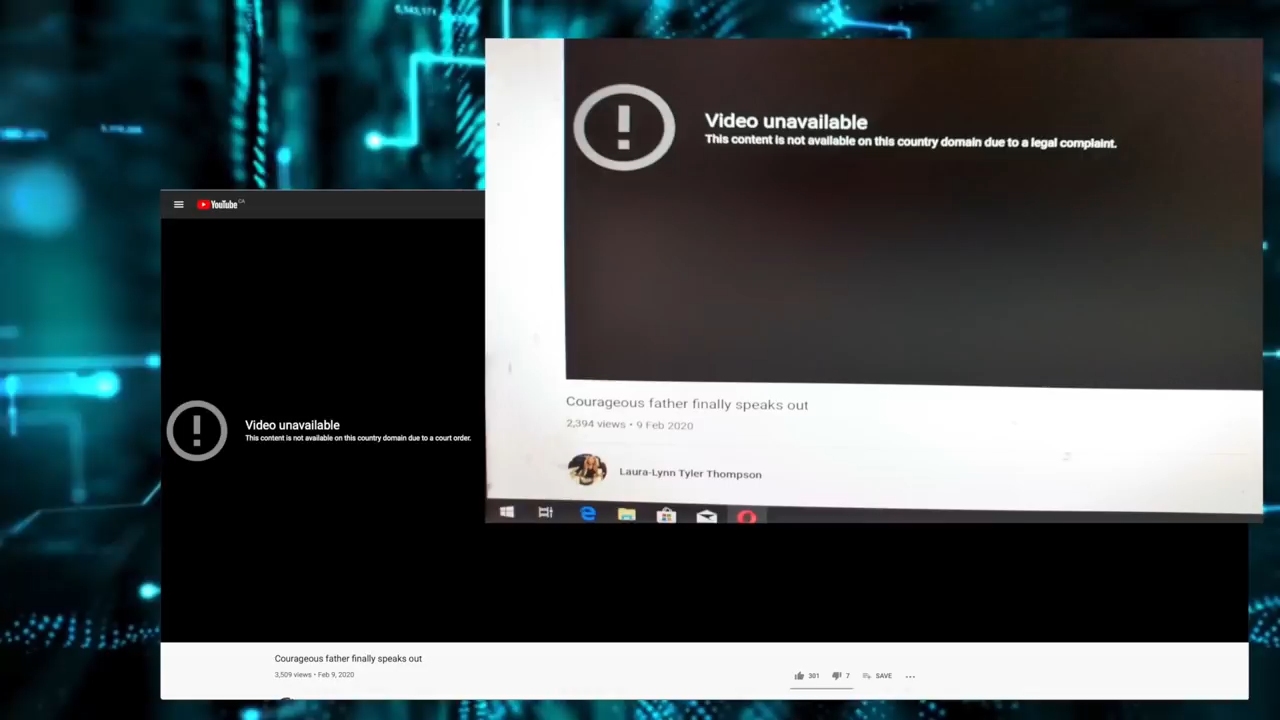 Video unavailable
This content is not available on this country domain due to a legal complaint.
Courageous father finally speaks out
2,394 views • 9 Feb 2020
Laura-Lynn Tyler Thompson
YouTube CA
Video unavailable
This content is not available on this country domain due to a court order.
Courageous father finally speaks out
3,509 views • Feb 9, 2020
301
7
SAVE